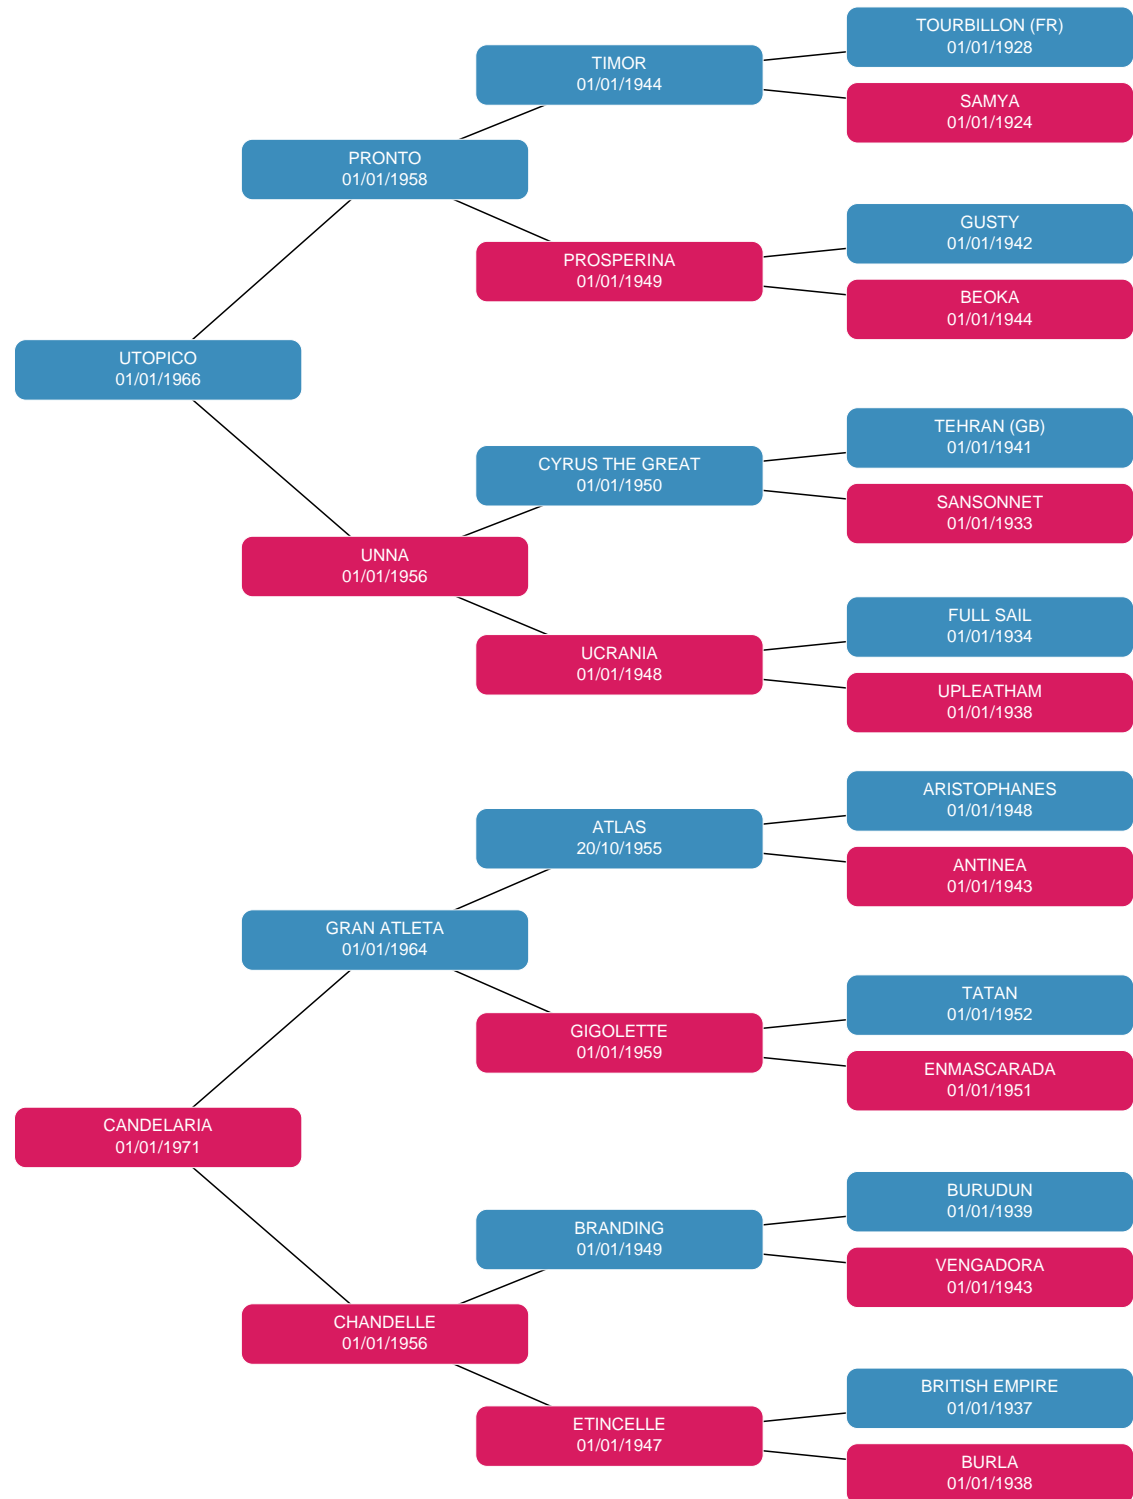 TOURBILLON (FR)
01/01/1928
TIMOR
01/01/1944
SAMYA
01/01/1924
PRONTO
01/01/1958
GUSTY
01/01/1942
PROSPERINA
01/01/1949
BEOKA
01/01/1944
UTOPICO
01/01/1966
TEHRAN (GB)
01/01/1941
CYRUS THE GREAT
01/01/1950
SANSONNET
01/01/1933
UNNA
01/01/1956
FULL SAIL
01/01/1934
UCRANIA
01/01/1948
UPLEATHAM
01/01/1938
ARISTOPHANES
01/01/1948
ATLAS
20/10/1955
ANTINEA
01/01/1943
GRAN ATLETA
01/01/1964
TATAN
01/01/1952
GIGOLETTE
01/01/1959
ENMASCARADA
01/01/1951
CANDELARIA
01/01/1971
BURUDUN
01/01/1939
BRANDING
01/01/1949
VENGADORA
01/01/1943
CHANDELLE
01/01/1956
BRITISH EMPIRE
01/01/1937
ETINCELLE
01/01/1947
BURLA
01/01/1938